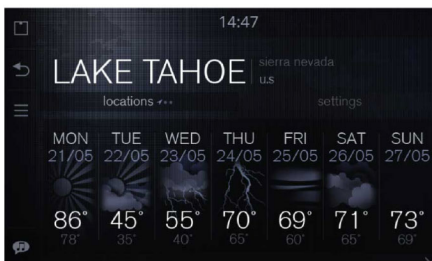 14:47
LAKE TAHOE
sierra nevada
u.s
locations
settings
MON TUE WED THU FRI SAT SUN
21/05 22/05 23/05 24/05 25/05 26/05 27/05
86° 45° 55° 70° 69° 71° 73°
78° 35° 40° 65° 60° 65° 69°